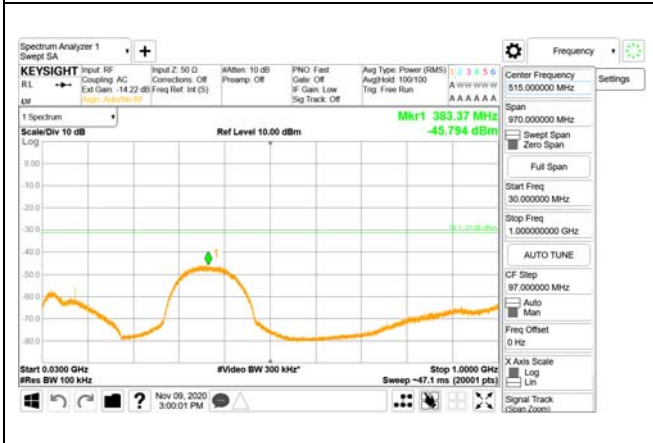 Spectrum Analyzer 1
Swept SA
+
Frequency
KEYSIGHT
Input: RF
Coupling: AC
Ext Gain: -14.22 dB
Align: Auto/No RF
Input Z: 50 Ω
Corrections: Off
Freq Ref: Int (S)
#Atten: 10 dB
Preamp: Off
PNO: Fast
Gate: Off
IF Gain: Low
Sig Track: Off
Avg Type: Power (RMS)
Avg|Hold: 100/100
Trig: Free Run
1 2 3 4 5 6
A W W W W W
A A A A A A
RL
1 Spectrum
Scale/Div 10 dB
Log
Ref Level 10.00 dBm
Mkr1 383.37 MHz
-45.794 dBm
0.00
-10.0
-20.0
-30.0
-40.0
-50.0
-60.0
-70.0
-80.0
1
Start 0.0300 GHz
#Res BW 100 kHz
#Video BW 300 kHz*
Stop 1.0000 GHz
Sweep ~47.1 ms (20001 pts)
Nov 09, 2020
3:00:01 PM
?
Center Frequency
515.000000 MHz
Settings
Span
970.000000 MHz
Swept Span
Zero Span
Full Span
Start Freq
30.000000 MHz
Stop Freq
1.000000000 GHz
AUTO TUNE
CF Step
97.000000 MHz
Auto
Man
Freq Offset
0 Hz
X Axis Scale
Log
Lin
Signal Track
(Span Zoom)